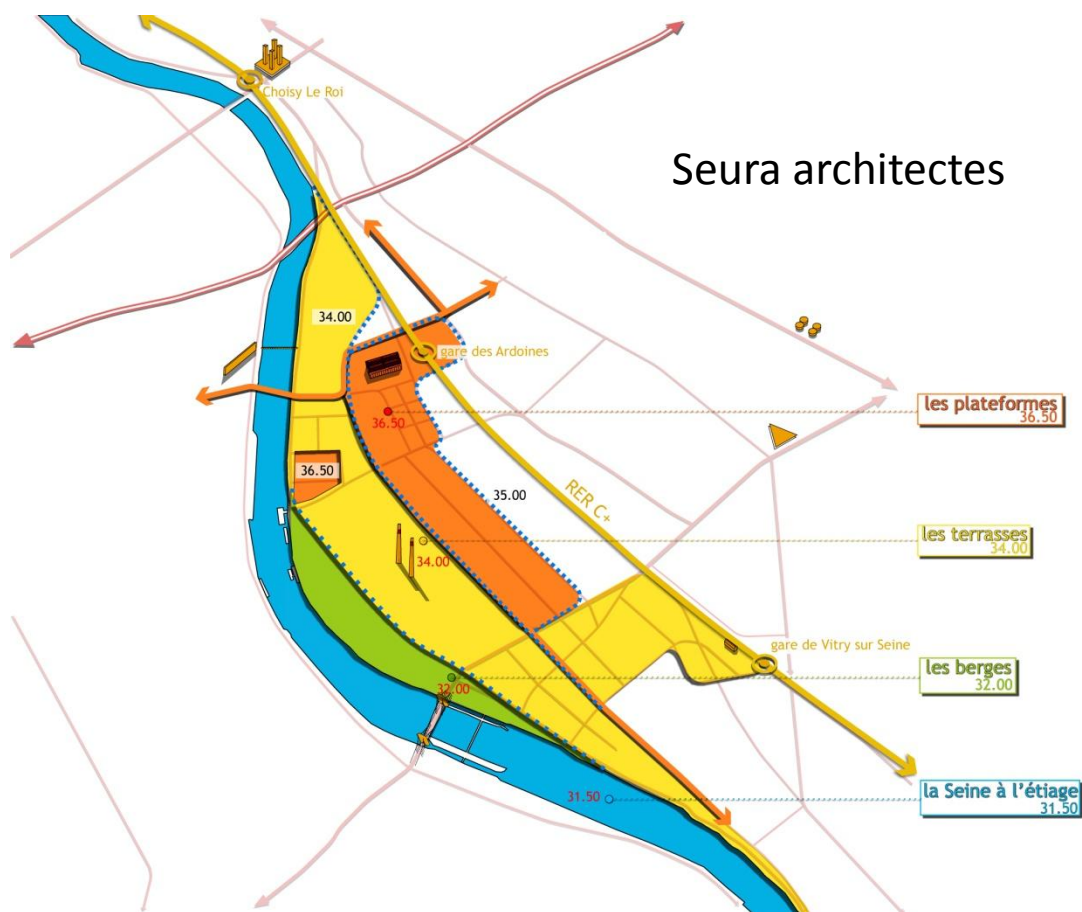 Choisy Le Roi
Seura architectes
34.00
gare des Ardoines
les plateformes
36.50
36.50
36.50
35.00
RER C+
les terrasses
34.00
34.00
gare de Vitry sur Seine
les berges
32.00
32.00
la Seine à l'étiage
31.50
31.50